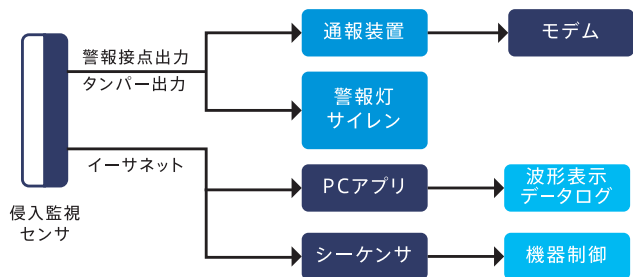 通報装置
モデム
警報接点出力
タンパー出力
警報灯
サイレン
イーサネット
PCアプリ
波形表示
データログ
侵入監視
センサ
シーケンサ
機器制御